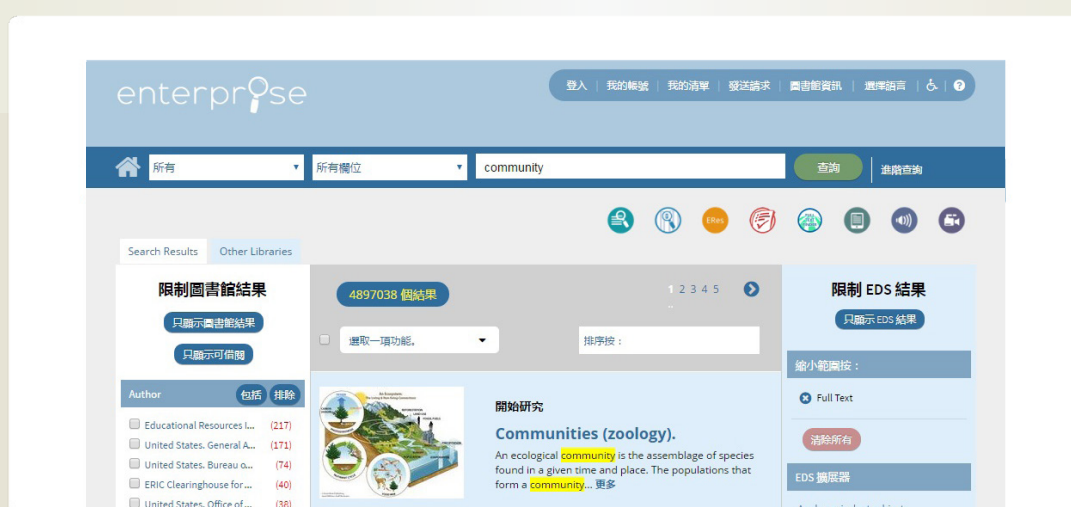 enterprise
登入 | 我的帳號 | 我的清單 | 發送請求 | 圖書館資訊 | 選擇語言 | ?
所有 所有欄位 community 查詢 進階查詢
ERes
Search Results Other Libraries
限制圖書館結果
只顯示圖書館結果
只顯示可借閱
Author 包括 排除
Educational Resources I... (217)
United States. General A... (171)
United States. Bureau o... (74)
ERIC Clearinghouse for ... (40)
United States. Office of ... (38)
4897038 個結果
1 2 3 4 5
選取一項功能。 排序按：
開始研究
Communities (zoology).
An ecological community is the assemblage of species
found in a given time and place. The populations that
form a community... 更多
限制 EDS 結果
只顯示 EDS 結果
縮小範圍按：
Full Text
清除所有
EDS 擴展器